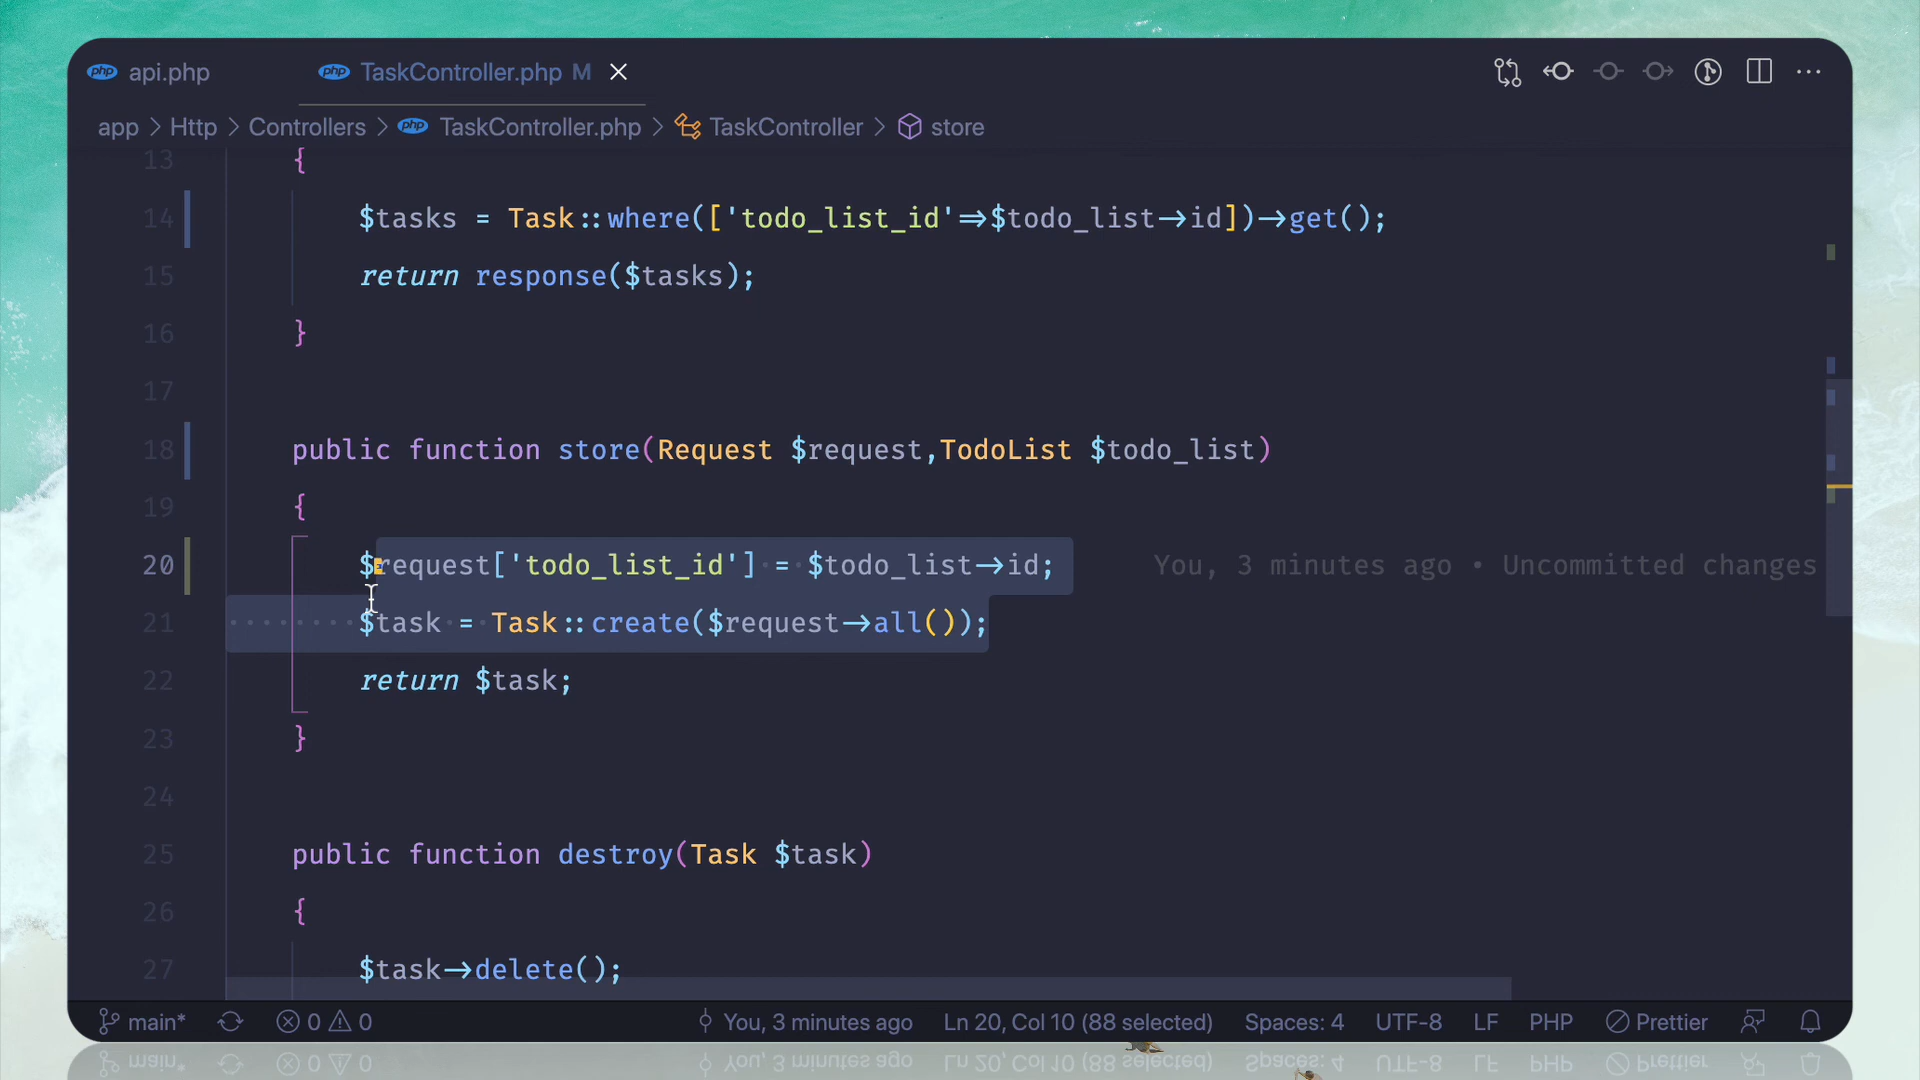 php api.php
php TaskController.php M
app > Http > Controllers > php TaskController.php > TaskController > store
13 {
14 $tasks = Task::where(['todo_list_id'=>$todo_list->id])->get();
15 return response($tasks);
16 }
17
18 public function store(Request $request,TodoList $todo_list)
19 {
20 $request['todo_list_id'] = $todo_list->id; You, 3 minutes ago • Uncommitted changes
21 $task = Task::create($request->all());
22 return $task;
23 }
24
25 public function destroy(Task $task)
26 {
27 $task->delete();
main* 0 0 You, 3 minutes ago Ln 20, Col 10 (88 selected) Spaces: 4 UTF-8 LF PHP Prettier